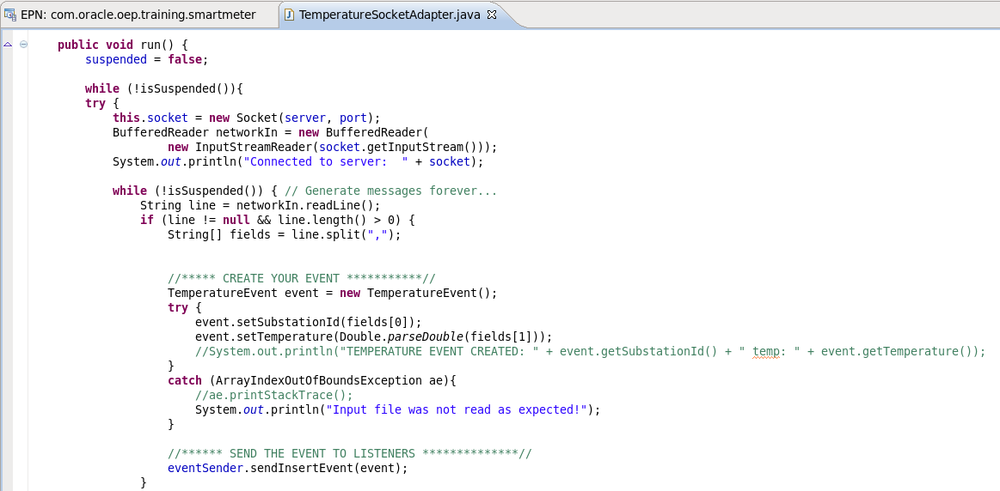 EPN: com.oracle.oep.training.smartmeter TemperatureSocketAdapter.java
public void run() {
suspended = false;
while (!isSuspended()){
try {
this.socket = new Socket(server, port);
BufferedReader networkIn = new BufferedReader(
new InputStreamReader(socket.getInputStream()));
System.out.println("Connected to server:  " + socket);
while (!isSuspended()) { // Generate messages forever...
String line = networkIn.readLine();
if (line != null && line.length() > 0) {
String[] fields = line.split(",");
//***** CREATE YOUR EVENT ***********//
TemperatureEvent event = new TemperatureEvent();
try {
event.setSubstationId(fields[0]);
event.setTemperature(Double.parseDouble(fields[1]));
//System.out.println("TEMPERATURE EVENT CREATED: " + event.getSubstationId() + " temp: " + event.getTemperature());
}
catch (ArrayIndexOutOfBoundsException ae){
//ae.printStackTrace();
System.out.println("Input file was not read as expected!");
}
//****** SEND THE EVENT TO LISTENERS **************//
eventSender.sendInsertEvent(event);
}